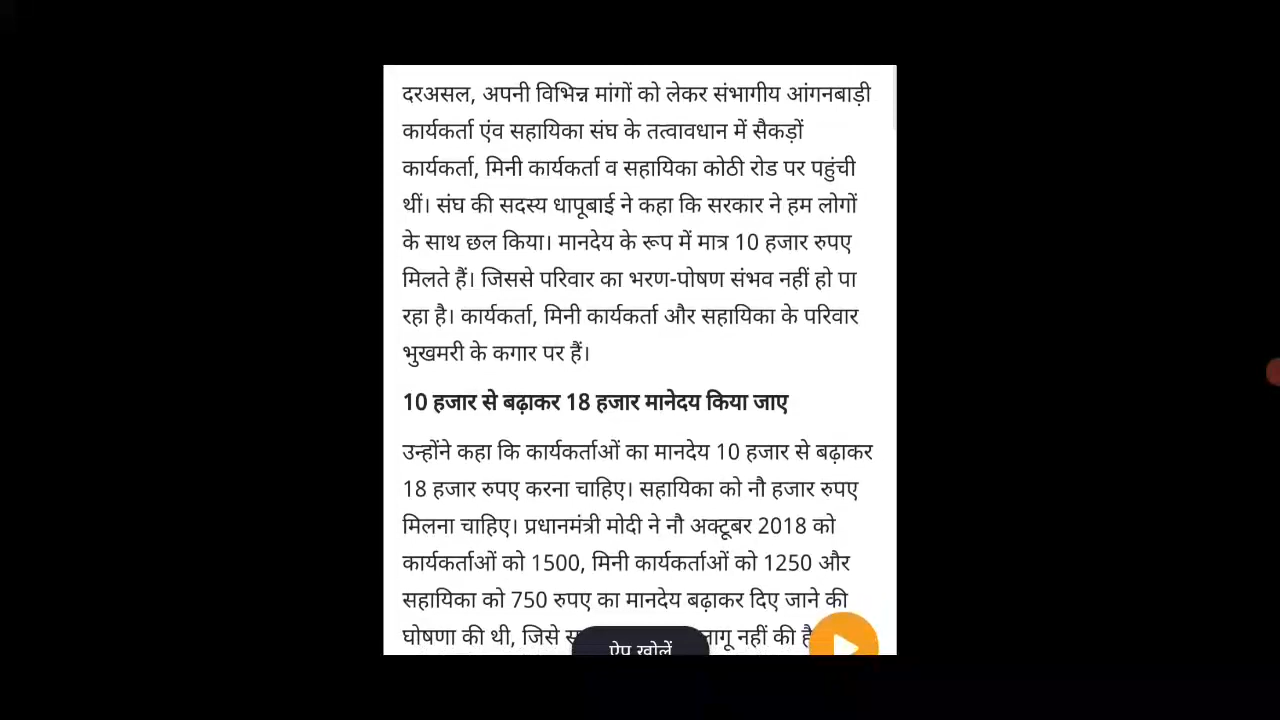 दरअसल, अपनी विभिन्न मांगों को लेकर संभागीय आंगनबाड़ी
कार्यकर्ता एंव सहायिका संघ के तत्वावधान में सैकड़ों
कार्यकर्ता, मिनी कार्यकर्ता व सहायिका कोठी रोड पर पहुंची
थीं। संघ की सदस्य धापूबाई ने कहा कि सरकार ने हम लोगों
के साथ छल किया। मानदेय के रूप में मात्र 10 हजार रुपए
मिलते हैं। जिससे परिवार का भरण-पोषण संभव नहीं हो पा
रहा है। कार्यकर्ता, मिनी कार्यकर्ता और सहायिका के परिवार
भुखमरी के कगार पर हैं।
10 हजार से बढ़ाकर 18 हजार मानेदय किया जाए
उन्होंने कहा कि कार्यकर्ताओं का मानदेय 10 हजार से बढ़ाकर
18 हजार रुपए करना चाहिए। सहायिका को नौ हजार रुपए
मिलना चाहिए। प्रधानमंत्री मोदी ने नौ अक्टूबर 2018 को
कार्यकर्ताओं को 1500, मिनी कार्यकर्ताओं को 1250 और
सहायिका को 750 रुपए का मानदेय बढ़ाकर दिए जाने की
घोषणा की थी, जिसे लागू नहीं की है
ऐप खोलें